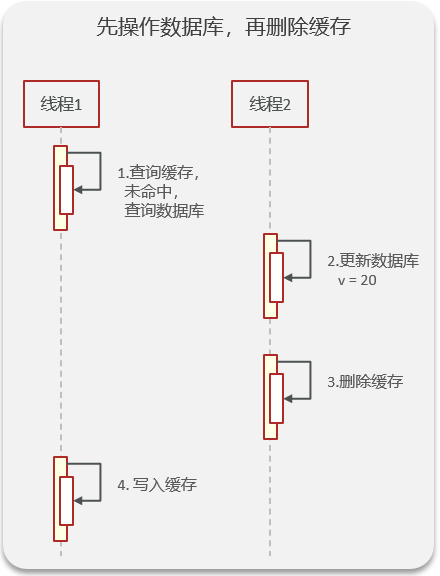 先操作数据库，再删除缓存
线程1
线程2
1.查询缓存，
未命中，
查询数据库
2.更新数据库
v = 20
3.删除缓存
4. 写入缓存